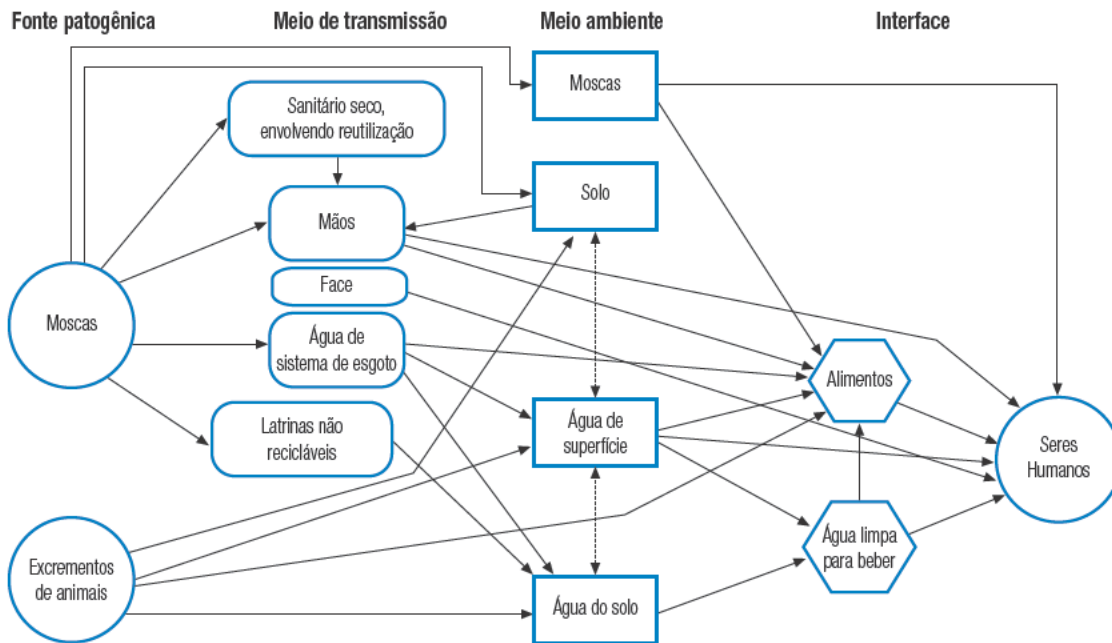 Fonte patogênica
Meio de transmissão
Meio ambiente
Interface
Moscas
Sanitário seco,
envolvendo reutilização
Solo
Mãos
Face
Moscas
Água de
sistema de esgoto
Alimentos
Latrinas não
recicláveis
Água de
superfície
Seres
Humanos
Água limpa
para beber
Excrementos
de animais
Água do solo